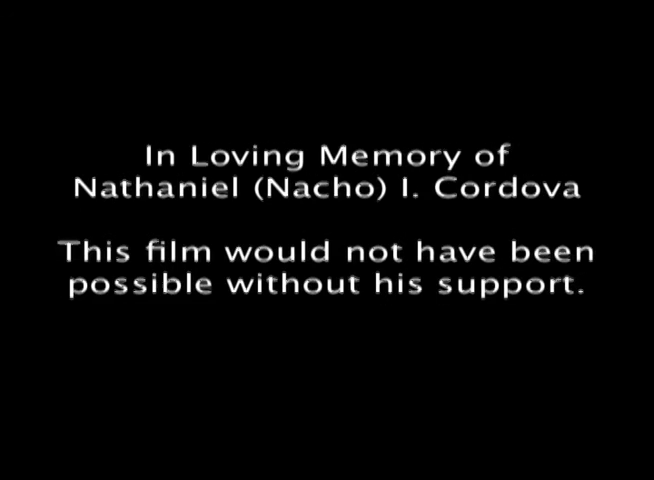 In Loving Memory of
Nathaniel (Nacho) I. Cordova
This film would not have been
possible without his support.